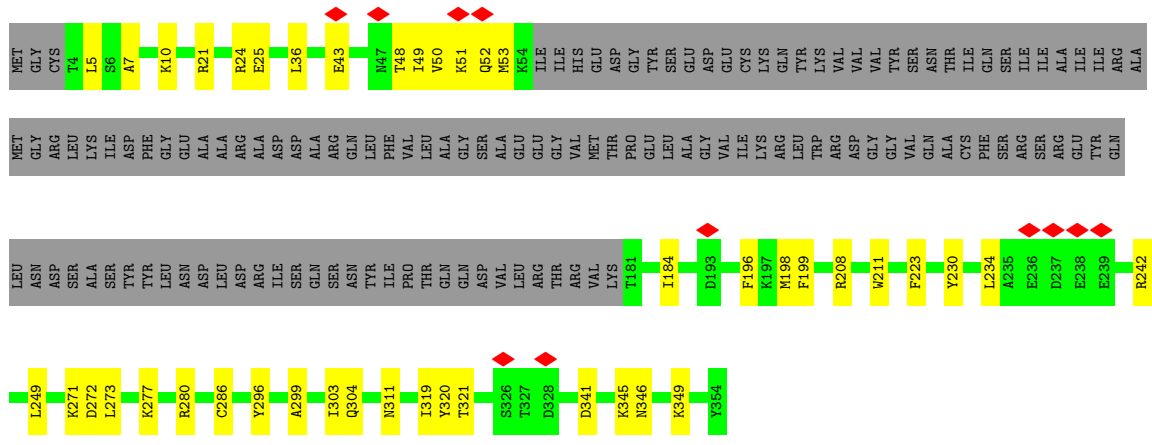 MET GLY CYS T4 L5 S6 A7 K10 R21 R24 E25 L36 E43 N47 T48 I49 V50 K51 Q52 M53 K54 ILE ILE HIS GLU ASP GLY TYR SER GLU ASP GLU CYS LYS GLN TYR LYS VAL VAL VAL TYR SER ASN THR ILE GLN SER ILE ILE ALA ILE ILE ARG ALA
MET GLY ARG LEU LYS ILE ASP PHE GLY GLU ALA ALA ARG ALA ASP ASP ALA ARG GLN LEU PHE VAL LEU ALA GLY SER ALA GLU GLU GLY VAL MET THR PRO GLU LEU ALA GLY VAL ILE LYS ARG LEU TRP ARG ASP GLY GLY VAL GLN ALA CYS PHE SER ARG SER ARG GLU TYR GLN
LEU ASN ASP SER ALA SER TYR TYR LEU ASN ASP LEU ASP ARG ILE SER GLN SER ASN TYR ILE PRO THR GLN GLN ASP VAL LEU ARG THR ARG VAL LYS T181 I184 D193 F196 K197 M198 F199 R208 W211 F223 Y230 L234 A235 E236 D237 E238 E239 R242
L249 K271 D272 L273 K277 R280 C286 Y296 A299 I303 Q304 N311 I319 Y320 T321 S326 T327 D328 D341 K345 N346 K349 Y354